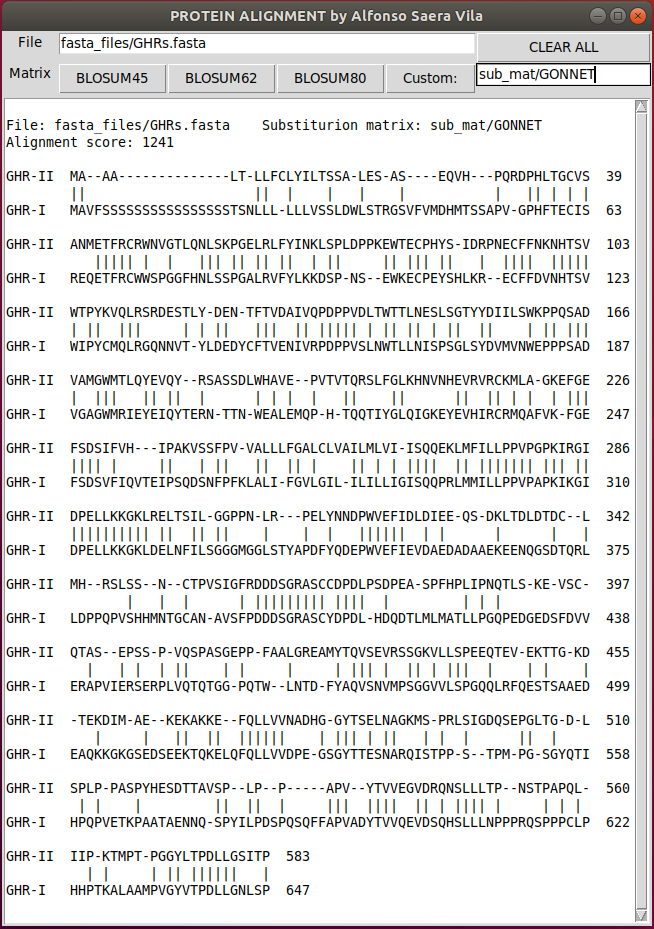 PROTEIN ALIGNMENT by Alfonso Saera Vila
File fasta_files/GHRs.fasta CLEAR ALL
Matrix BLOSUM45 BLOSUM62 BLOSUM80 Custom: sub_mat/GONNET
File: fasta_files/GHRs.fasta    Substiturion matrix: sub_mat/GONNET
Alignment score: 1241
GHR-II  MA--AA--------------LT-LLFCLYILTSSA-LES-AS----EQVH---PQRDPHLTGCVS  39
GHR-I   MAVFSSSSSSSSSSSSSSSTSNLLL-LLLVSSLDWLSTRGSVFVMDHMTSSAPV-GPHFTECIS  63
GHR-II  ANMETFRCRWNVGTLQNLSKPGELRLFYINKLSPLDPPKEWTECPHYS-IDRPNECFFNKNHTSV  103
GHR-I   REQETFRCWWSPGGFHNLSSPGALRVFYLKKDSP-NS--EWKECPEYSHLKR--ECFFDVNHTSV  123
GHR-II  WTPYKVQLRSRDESTLY-DEN-TFTVDAIVQPDPPVDLTWTTLNESLSGTYYDIILSWKPPQSAD  166
GHR-I   WIPYCMQLRGQNNVT-YLDEDYCFTVENIVRPDPPVSLNWTLLNISPSGLSYDVMVNWEPPPSAD  187
GHR-II  VAMGWMTLQYEVQY--RSASSDLWHAVE--PVTVTQRSLFGLKHNVNHEVRVRCKMLA-GKEFGE  226
GHR-I   VGAGWMRIEYEIQYTERN-TTN-WEALEMQP-H-TQQTIYGLQIGKEYEVHIRCRMQAFVK-FGE  247
GHR-II  FSDSIFVH---IPAKVSSFPV-VALLLFGALCLVAILMLVI-ISQQEKLMFILLPPVPGPKIRGI  286
GHR-I   FSDSVFIQVTEIPSQDSNFPFKLALI-FGVLGIL-ILILLIGISQQPRLMMILLPPVPAPKIKGI  310
GHR-II  DPELLKKGKLRELTSIL-GGPPN-LR---PELYNNDPWVEFIDLDIEE-QS-DKLTDLDTDC--L  342
GHR-I   DPELLKKGKLDELNFILSGGGMGGLSTYAPDFYQDEPWVEFIEVDAEDADAAEKEENQGSDTQRL  375
GHR-II  MH--RSLSS--N--CTPVSIGFRDDDSGRASCCDPDLPSDPEA-SPFHPLIPNQTLS-KE-VSC-  397
GHR-I   LDPPQPVSHHMNTGCAN-AVSFPDDDSGRASCYDPDL-HDQDTLMLMATLLPGQPEDGEDSFDVV  438
GHR-II  QTAS--EPSS-P-VQSPASGEPP-FAALGREAMYTQVSEVRSSGKVLLSPEEQTEV-EKTTG-KD  455
GHR-I   ERAPVIERSERPLVQTQTGG-PQTW--LNTD-FYAQVSNVMPSGGVVLSPGQQLRFQESTSAAED  499
GHR-II  -TEKDIM-AE--KEKAKKE--FQLLVVNADHG-GYTSELNAGKMS-PRLSIGDQSEPGLTG-D-L  510
GHR-I   EAQKKGKGSEDSEEKTQKELQFQLLVVDPE-GSGYTTESNARQISTPP-S--TPM-PG-SGYQTI  558
GHR-II  SPLP-PASPYHESDTTAVSP--LP--P-----APV--YTVVEGVDRQNSLLLTP--NSTPAPQL-  560
GHR-I   HPQPVETKPAATAENNQ-SPYILPDSPQSQFFAPVADYTVVQEVDSQHSLLLNPPPRQSPPPCLP  622
GHR-II  IIP-KTMPTP-PGGYLTPDLLGSITP  583
GHR-I   HHPTKALAAMPVGYVTPDLLGNLSP  647